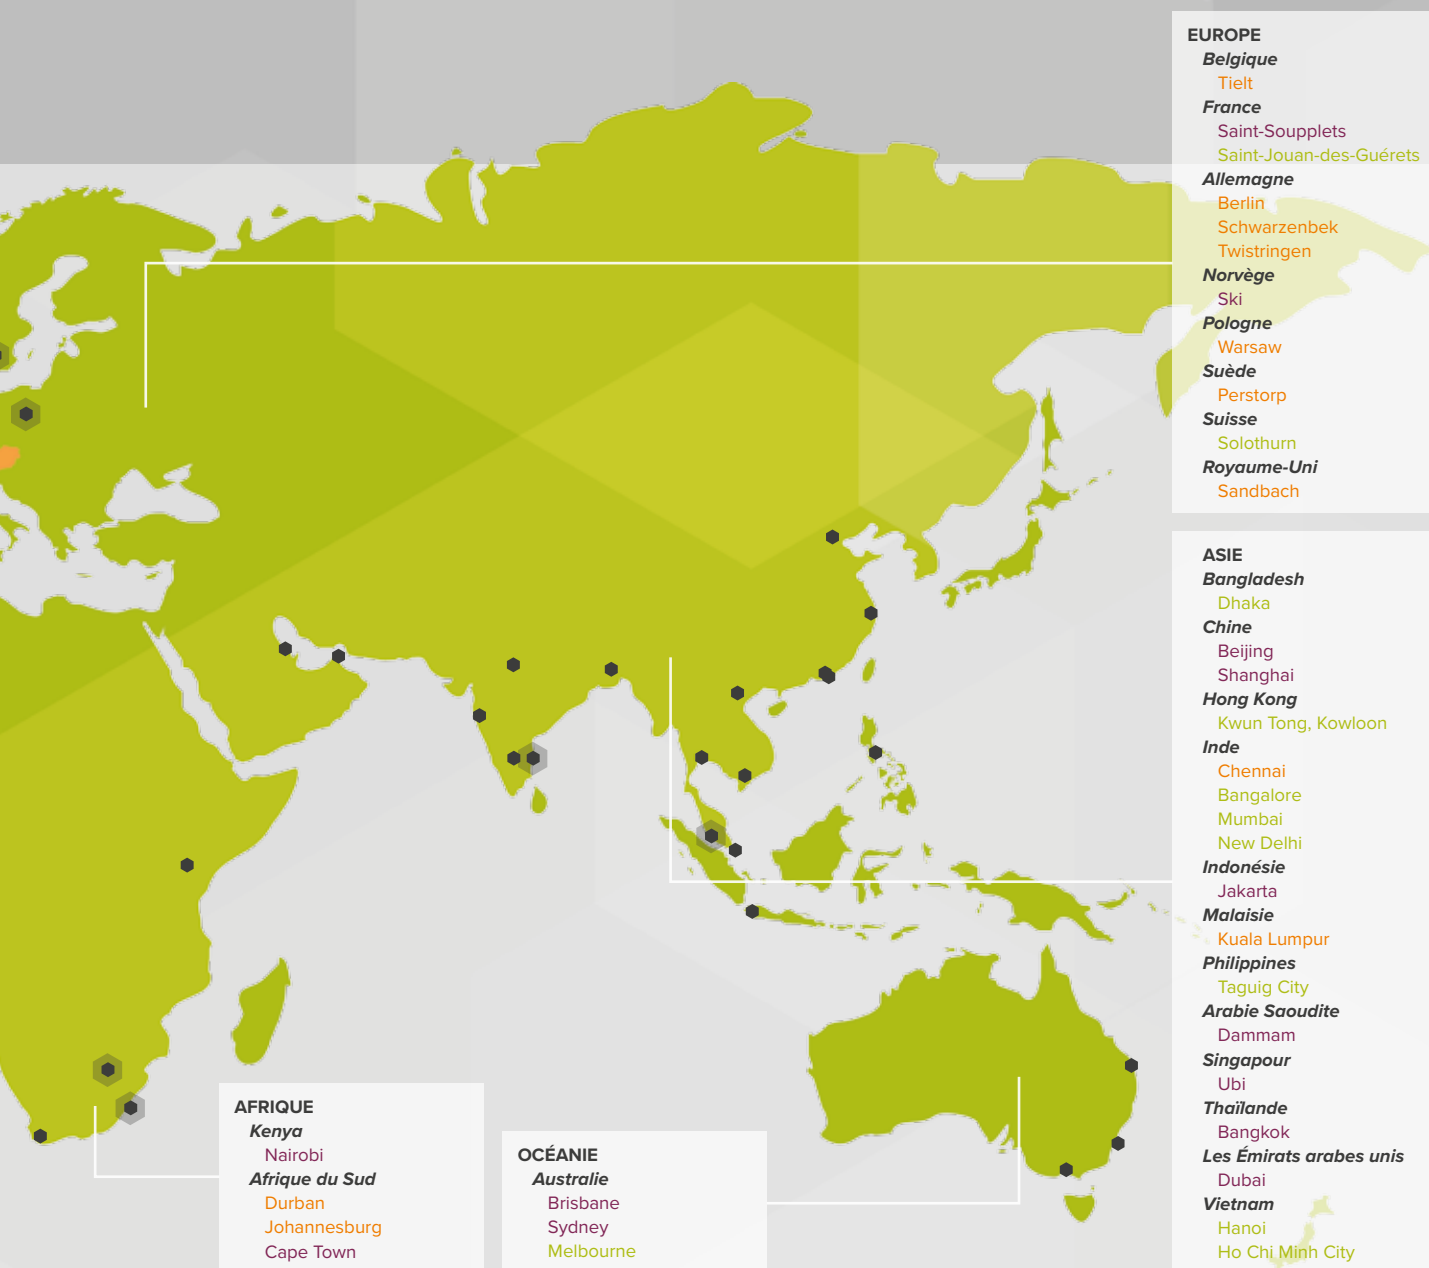 EUROPE
Belgique
Tielt
France
Saint-Soupplets
Saint-Jouan-des-Guérets
Allemagne
Berlin
Schwarzenbek
Twistringen
Norvège
Ski
Pologne
Warsaw
Suède
Perstorp
Suisse
Solothurn
Royaume-Uni
Sandbach
ASIE
Bangladesh
Dhaka
Chine
Beijing
Shanghai
Hong Kong
Kwun Tong, Kowloon
Inde
Chennai
Bangalore
Mumbai
New Delhi
Indonésie
Jakarta
Malaisie
Kuala Lumpur
Philippines
Taguig City
Arabie Saoudite
Dammam
Singapour
Ubi
Thaïlande
Bangkok
Les Émirats arabes unis
Dubai
Vietnam
Hanoi
Ho Chi Minh City
AFRIQUE
Kenya
Nairobi
Afrique du Sud
Durban
Johannesburg
Cape Town
OCÉANIE
Australie
Brisbane
Sydney
Melbourne